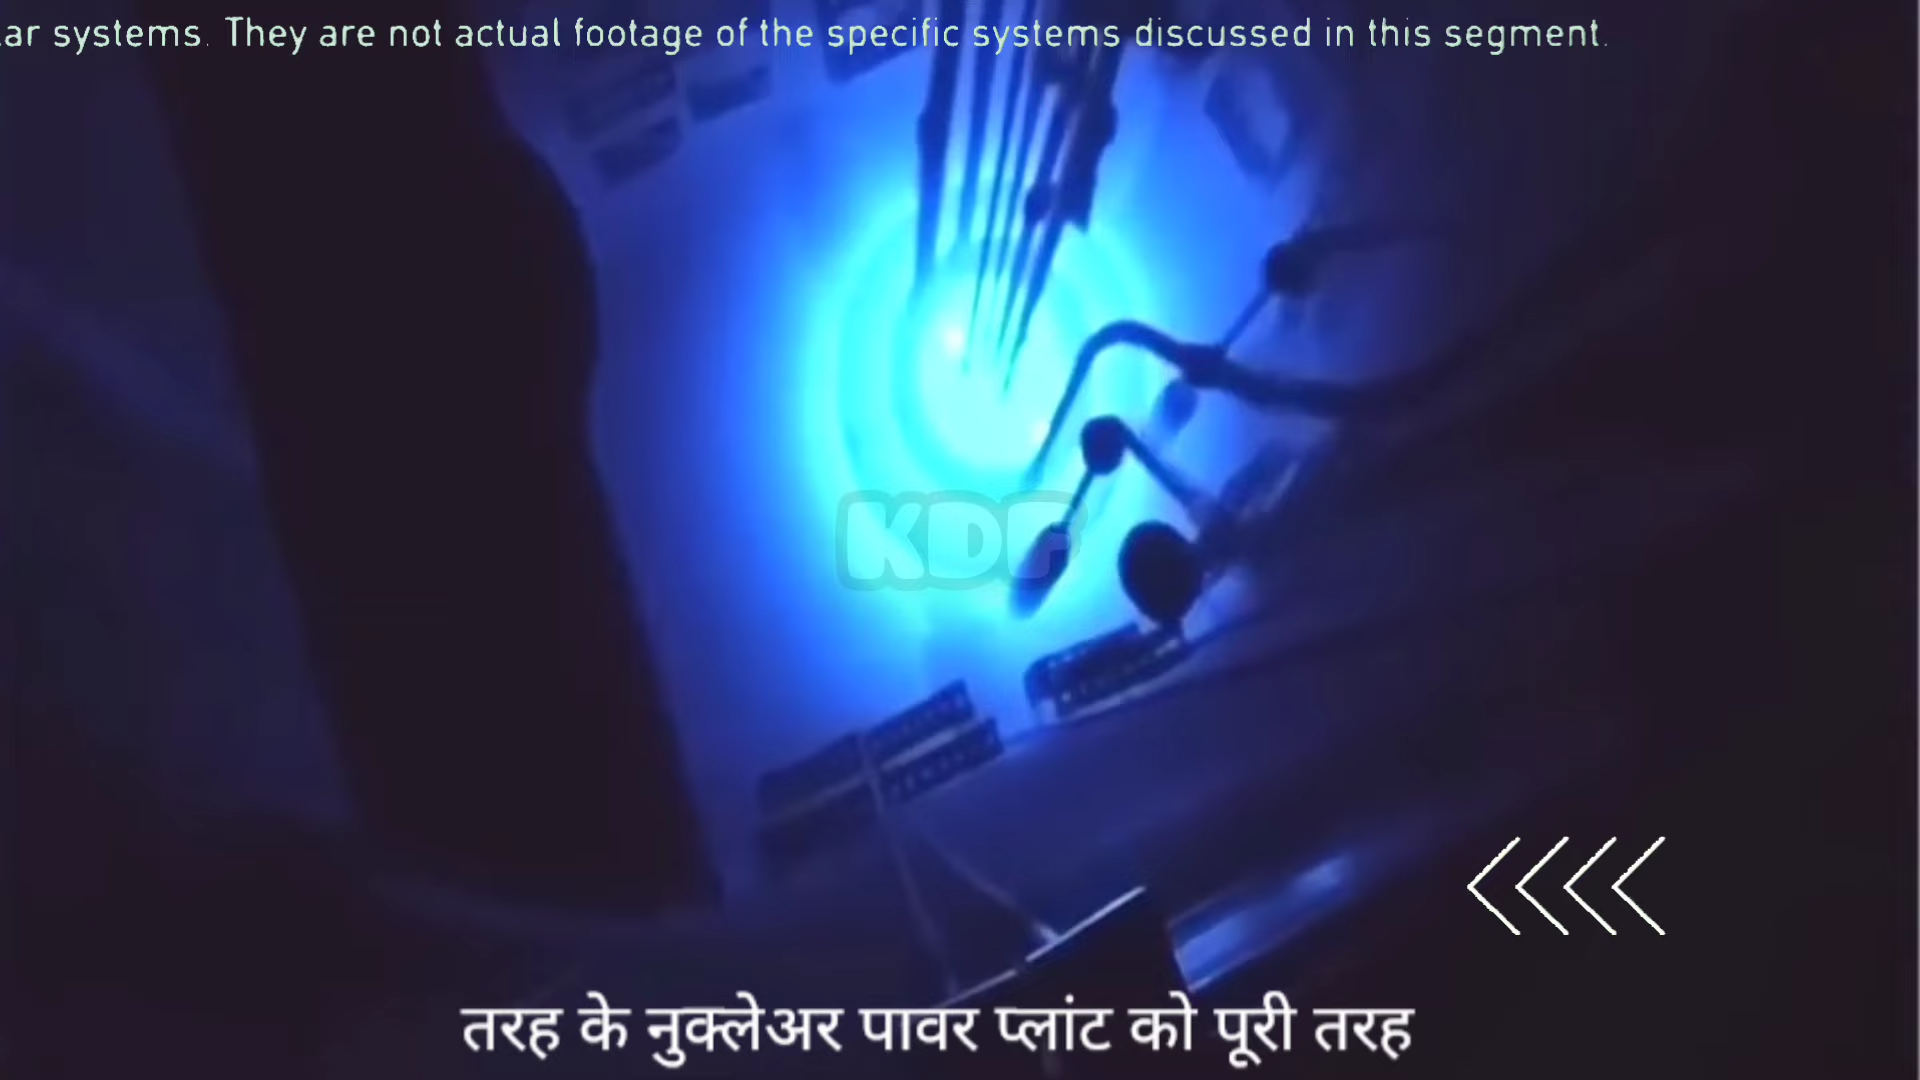 ar systems. They are not actual footage of the specific systems discussed in this segment.
KDF
तरह के नुक्लेअर पावर प्लांट को पूरी तरह